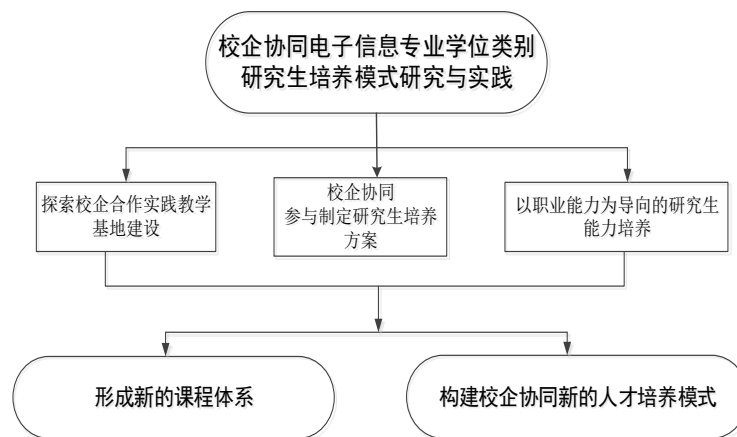 校企协同电子信息专业学位类别
研究生培养模式研究与实践
探索校企合作实践教学
基地建设
校企协同
参与制定研究生培养
方案
以职业能力为导向的研究生
能力培养
形成新的课程体系
构建校企协同新的人才培养模式